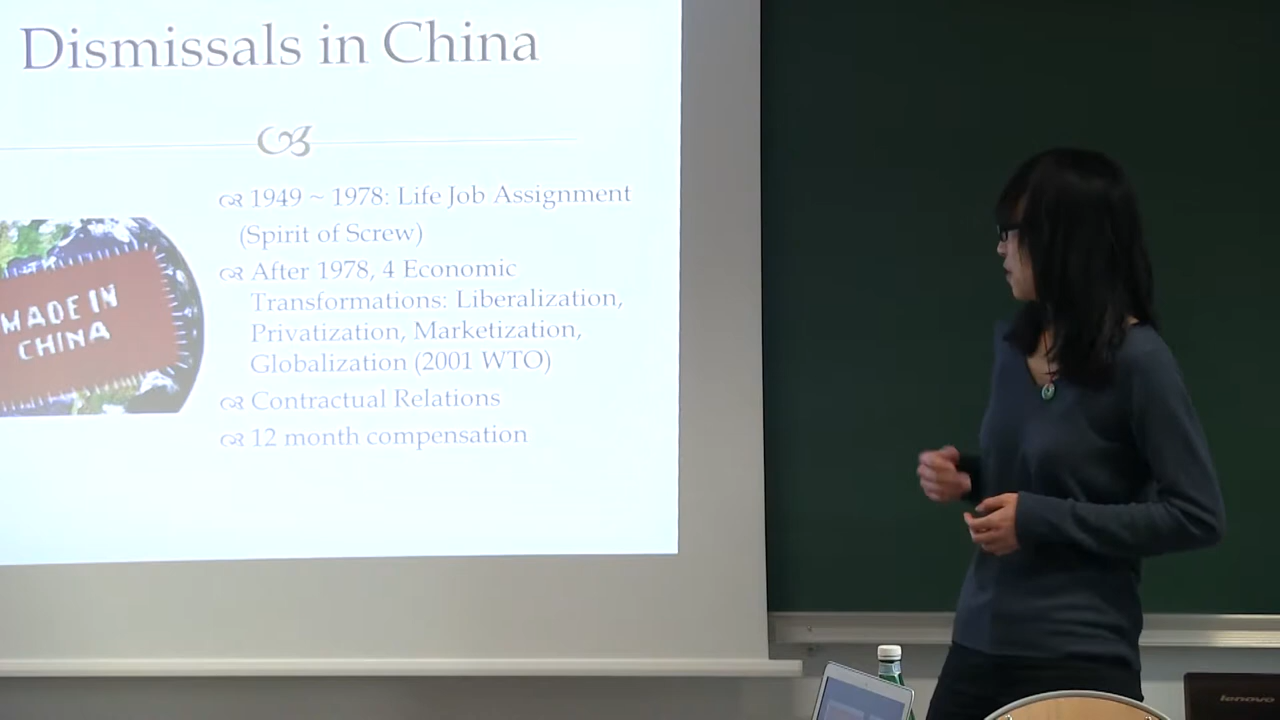 Dismissals in China
1949 ~ 1978: Life Job Assignment
(Spirit of Screw)
After 1978, 4 Economic
Transformations: Liberalization,
Privatization, Marketization,
Globalization (2001 WTO)
Contractual Relations
12 month compensation
MADE IN
CHINA
lenovo